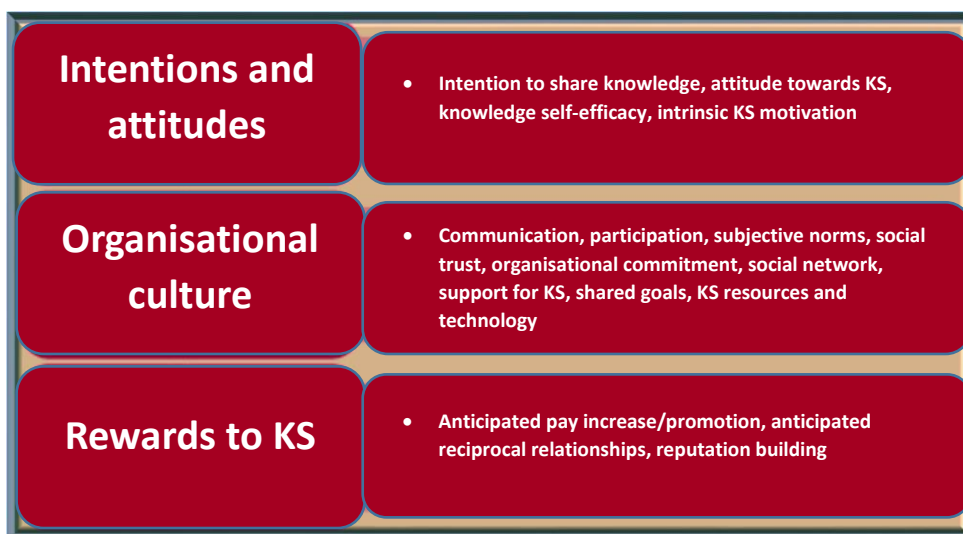 Intentions and
attitudes
• Intention to share knowledge, attitude towards KS,
knowledge self-efficacy, intrinsic KS motivation
Organisational
culture
• Communication, participation, subjective norms, social
trust, organisational commitment, social network,
support for KS, shared goals, KS resources and
technology
Rewards to KS
• Anticipated pay increase/promotion, anticipated
reciprocal relationships, reputation building